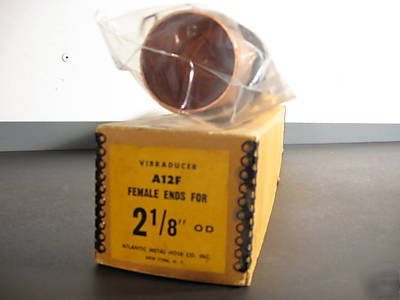 VIBRADUCER
A12F
FEMALE ENDS FOR
2 1/8" OD
ATLANTIC METAL HOSE CO. INC.
NEW YORK, N. Y.